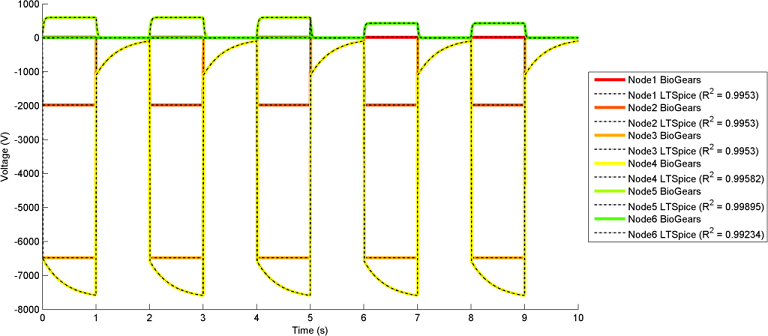 1000
0
-1000
-2000
-3000
-4000
-5000
-6000
-7000
-8000
Voltage (V)
0 1 2 3 4 5 6 7 8 9 10
Time (s)
Node1 BioGears
Node1 LTSpice (R² = 0.9953)
Node2 BioGears
Node2 LTSpice (R² = 0.9953)
Node3 BioGears
Node3 LTSpice (R² = 0.9953)
Node4 BioGears
Node4 LTSpice (R² = 0.99582)
Node5 BioGears
Node5 LTSpice (R² = 0.99895)
Node6 BioGears
Node6 LTSpice (R² = 0.99234)